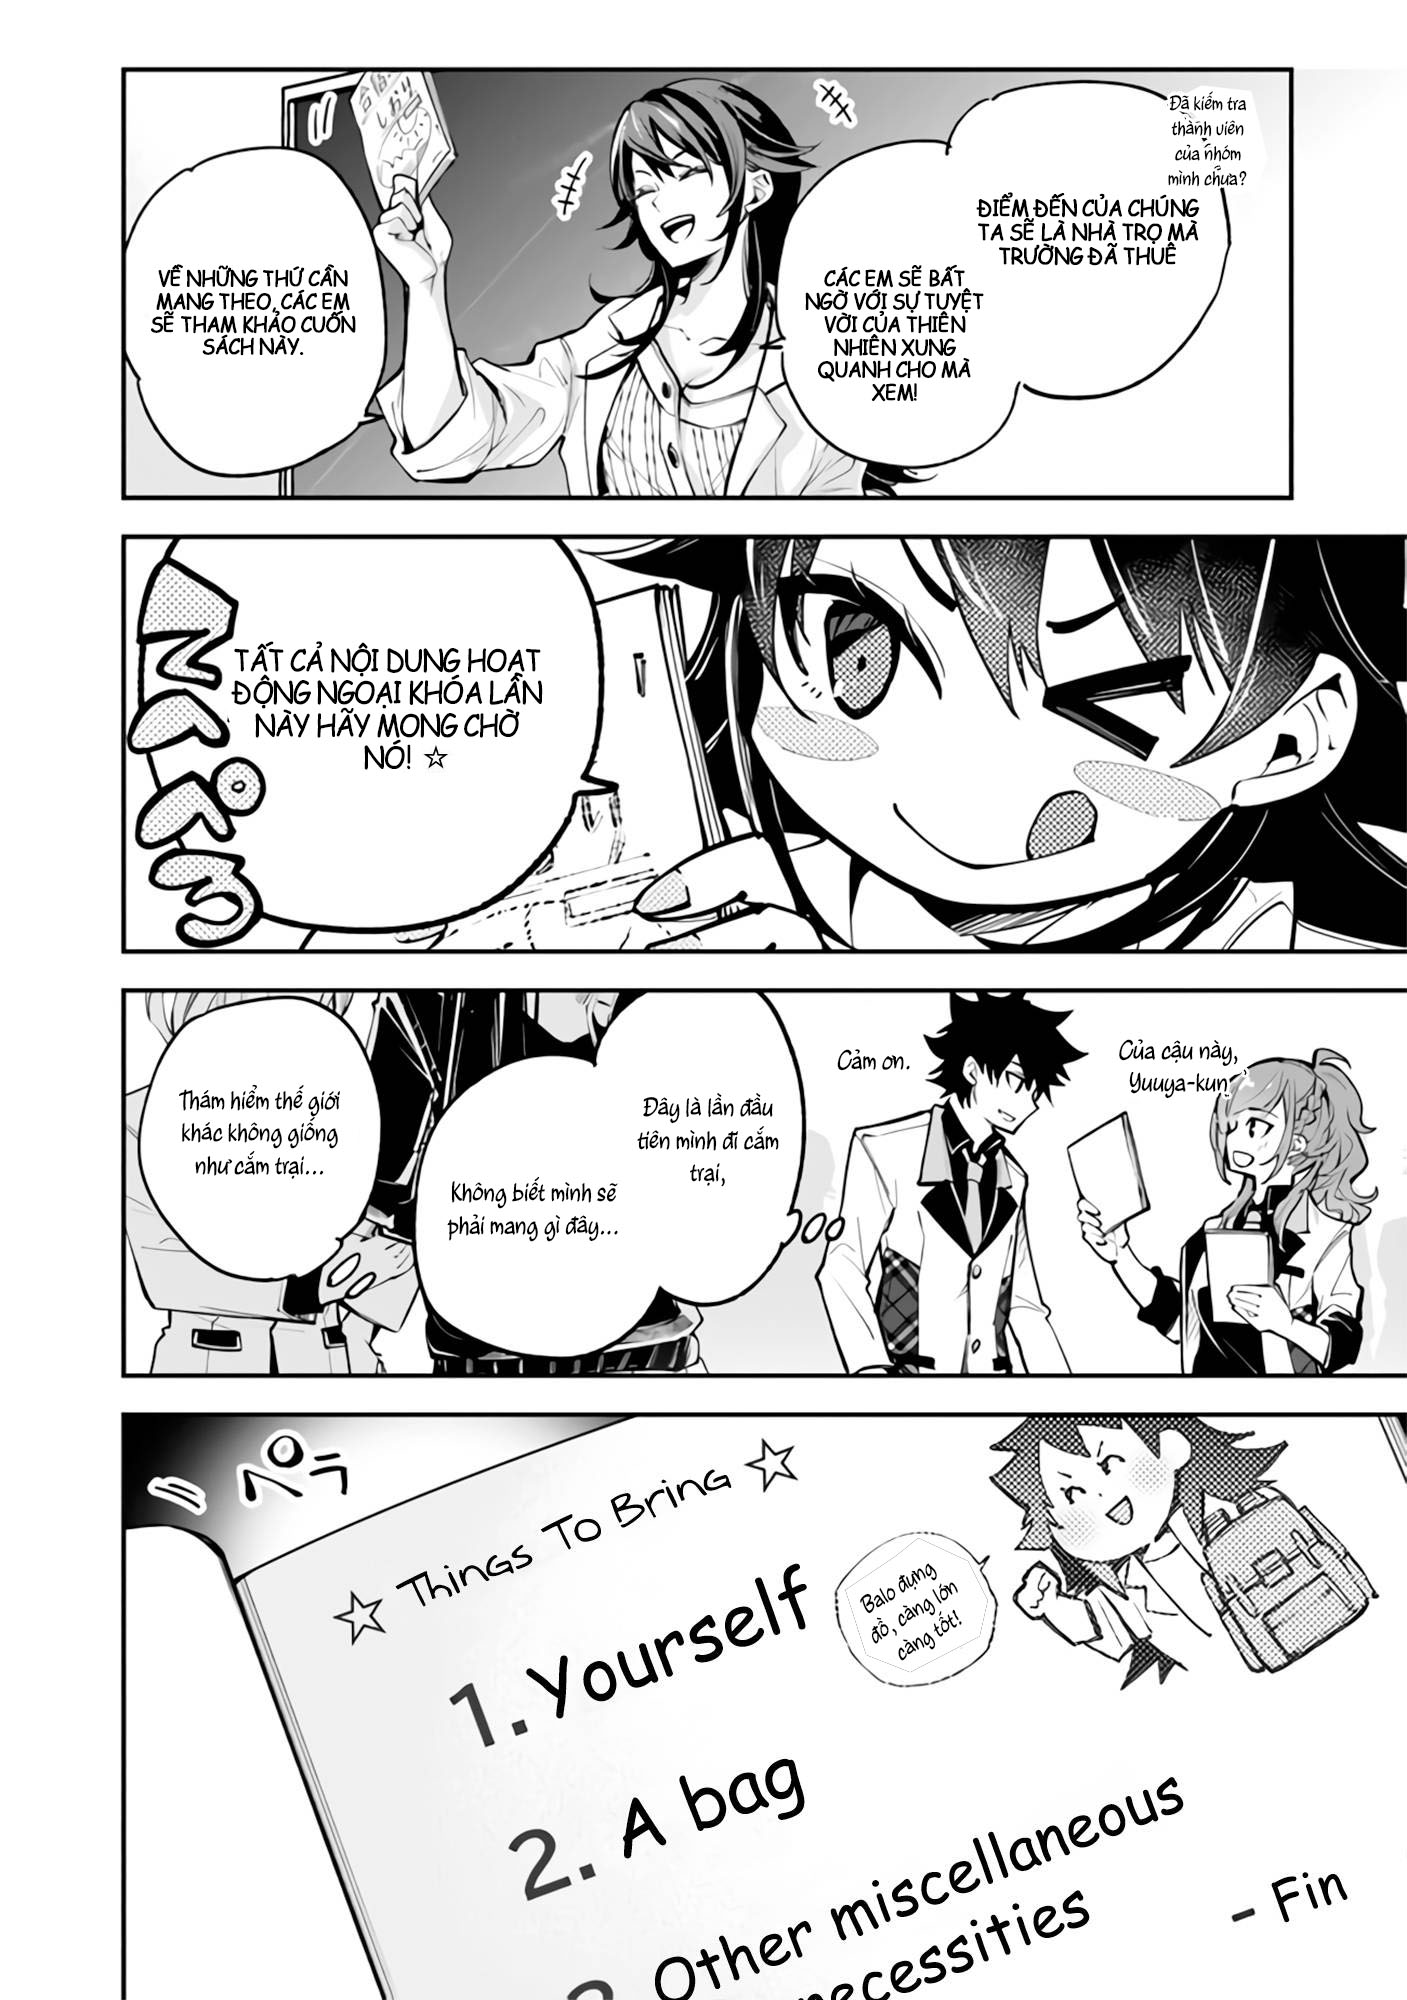 Đã kiểm tra
thành viên
của nhóm
mình chưa?
ĐIỂM ĐẾN CỦA CHÚNG
TA SẼ LÀ NHÀ TRỌ MÀ
TRƯỜNG ĐÃ THUÊ
CÁC EM SẼ BẤT
NGỜ VỚI SỰ TUYỆT
VỜI CỦA THIÊN
NHIÊN XUNG
QUANH CHO MÀ
XEM!
VỀ NHỮNG THỨ CẦN
MANG THEO, CÁC EM
SẼ THAM KHẢO CUỐN
SÁCH NÀY.
TẤT CẢ NỘI DUNG HOẠT
ĐỘNG NGOẠI KHÓA LẦN
NÀY HÃY MONG CHỜ
NÓ! ☆
Của cậu này,
Yuuya-kun
Cảm ơn.
Đây là lần đầu
tiên mình đi cắm
trại,
Không biết mình sẽ
phải mang gì đây...
Thám hiểm thế giới
khác không giống
như cắm trại...
ペラ
☆ Things To Bring ☆
1. Yourself
Balo đựng
đồ, càng lớn
càng tốt!
2. A bag
3. Other miscellaneous
necessities
- Fin